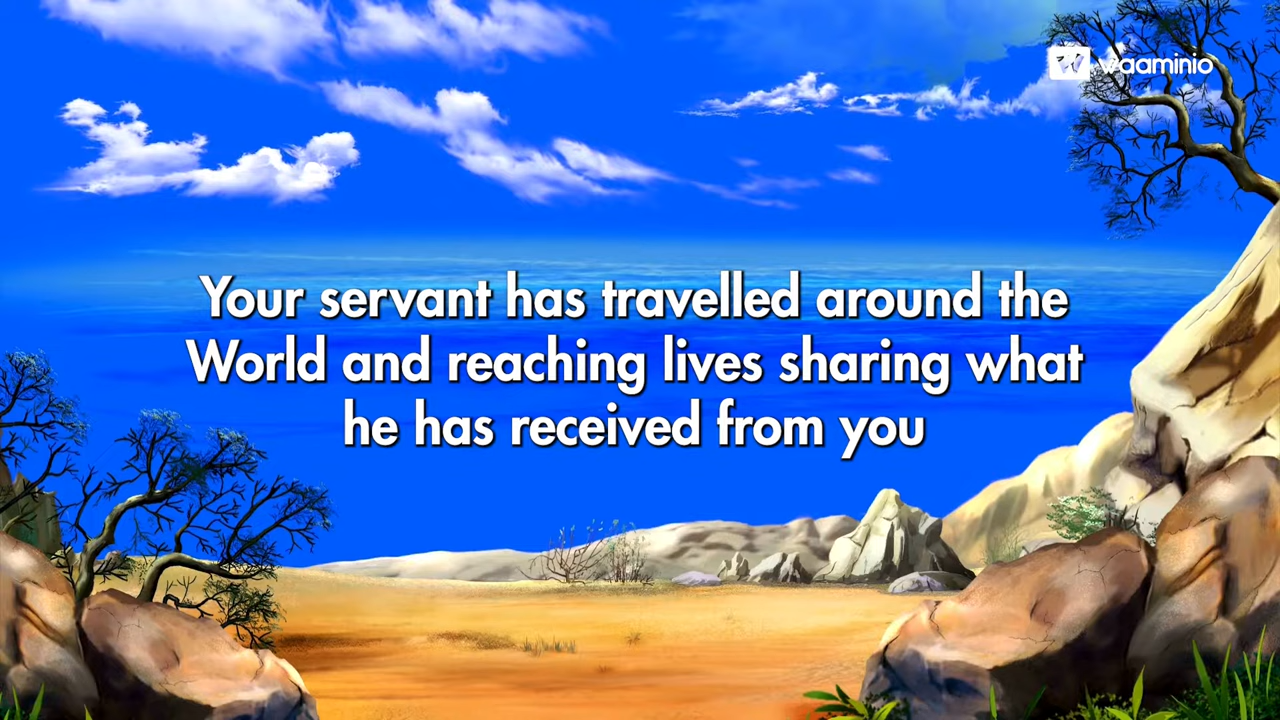 waaminio
Your servant has travelled around the
World and reaching lives sharing what
he has received from you